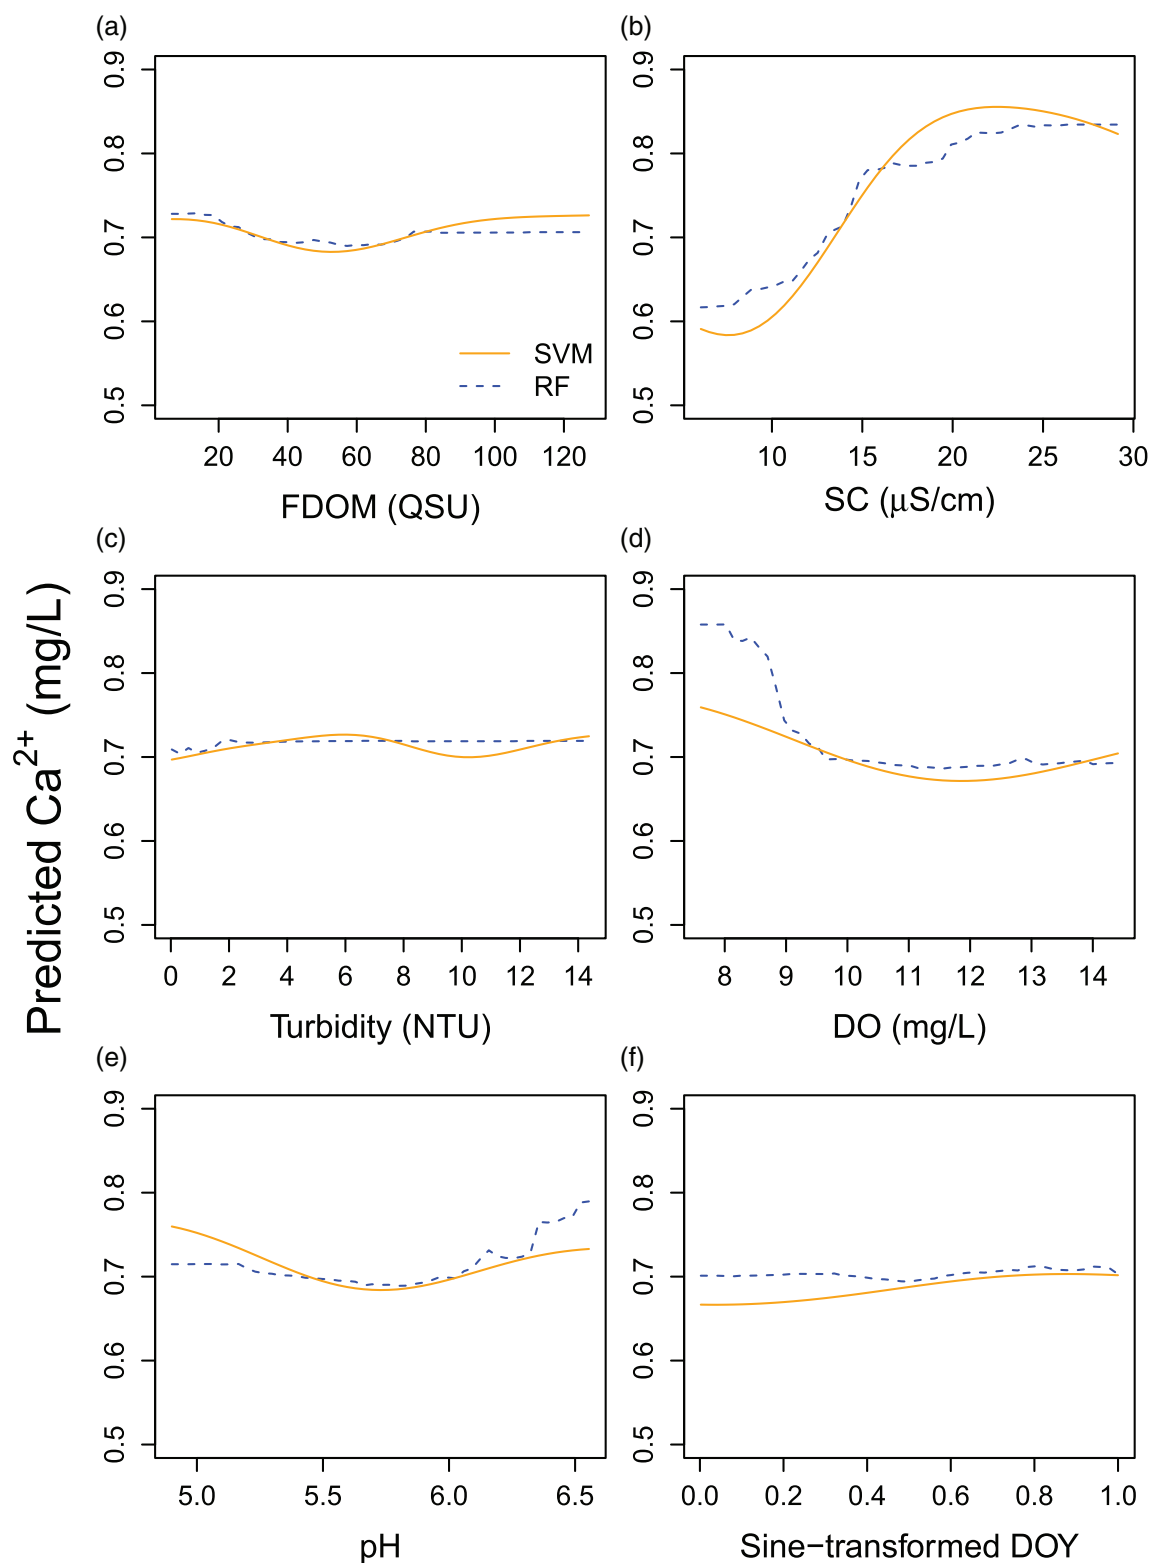 (a)
0.9
0.8
0.7
0.6
0.5
SVM
RF
20 40 60 80 100 120
FDOM (QSU)
(b)
0.9
0.8
0.7
0.6
0.5
10 15 20 25 30
SC (μS/cm)
Predicted Ca2+ (mg/L)
(c)
0.9
0.8
0.7
0.6
0.5
0 2 4 6 8 10 12 14
Turbidity (NTU)
(d)
0.9
0.8
0.7
0.6
0.5
8 9 10 11 12 13 14
DO (mg/L)
(e)
0.9
0.8
0.7
0.6
0.5
5.0 5.5 6.0 6.5
pH
(f)
0.9
0.8
0.7
0.6
0.5
0.0 0.2 0.4 0.6 0.8 1.0
Sine−transformed DOY